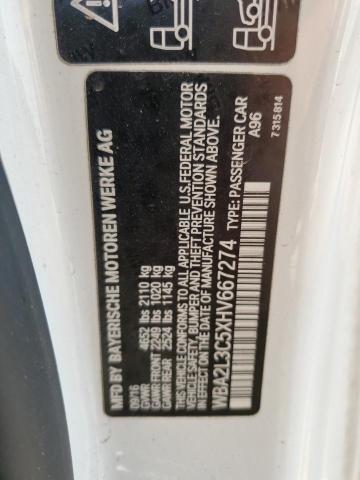 MFD BY BAYERISCHE MOTOREN WERKE AG
09/16
GVWR 4652 lbs 2110 kg
GAWR FRONT 2249 lbs 1020 kg
GAWR REAR 2524 lbs 1145 kg
THIS VEHICLE CONFORMS TO ALL APPLICABLE U.S. FEDERAL MOTOR
VEHICLE SAFETY, BUMPER AND THEFT PREVENTION STANDARDS
IN EFFECT ON THE DATE OF MANUFACTURE SHOWN ABOVE.
WBA2L3C5XHV667274 TYPE: PASSENGER CAR
A96
7 315 814